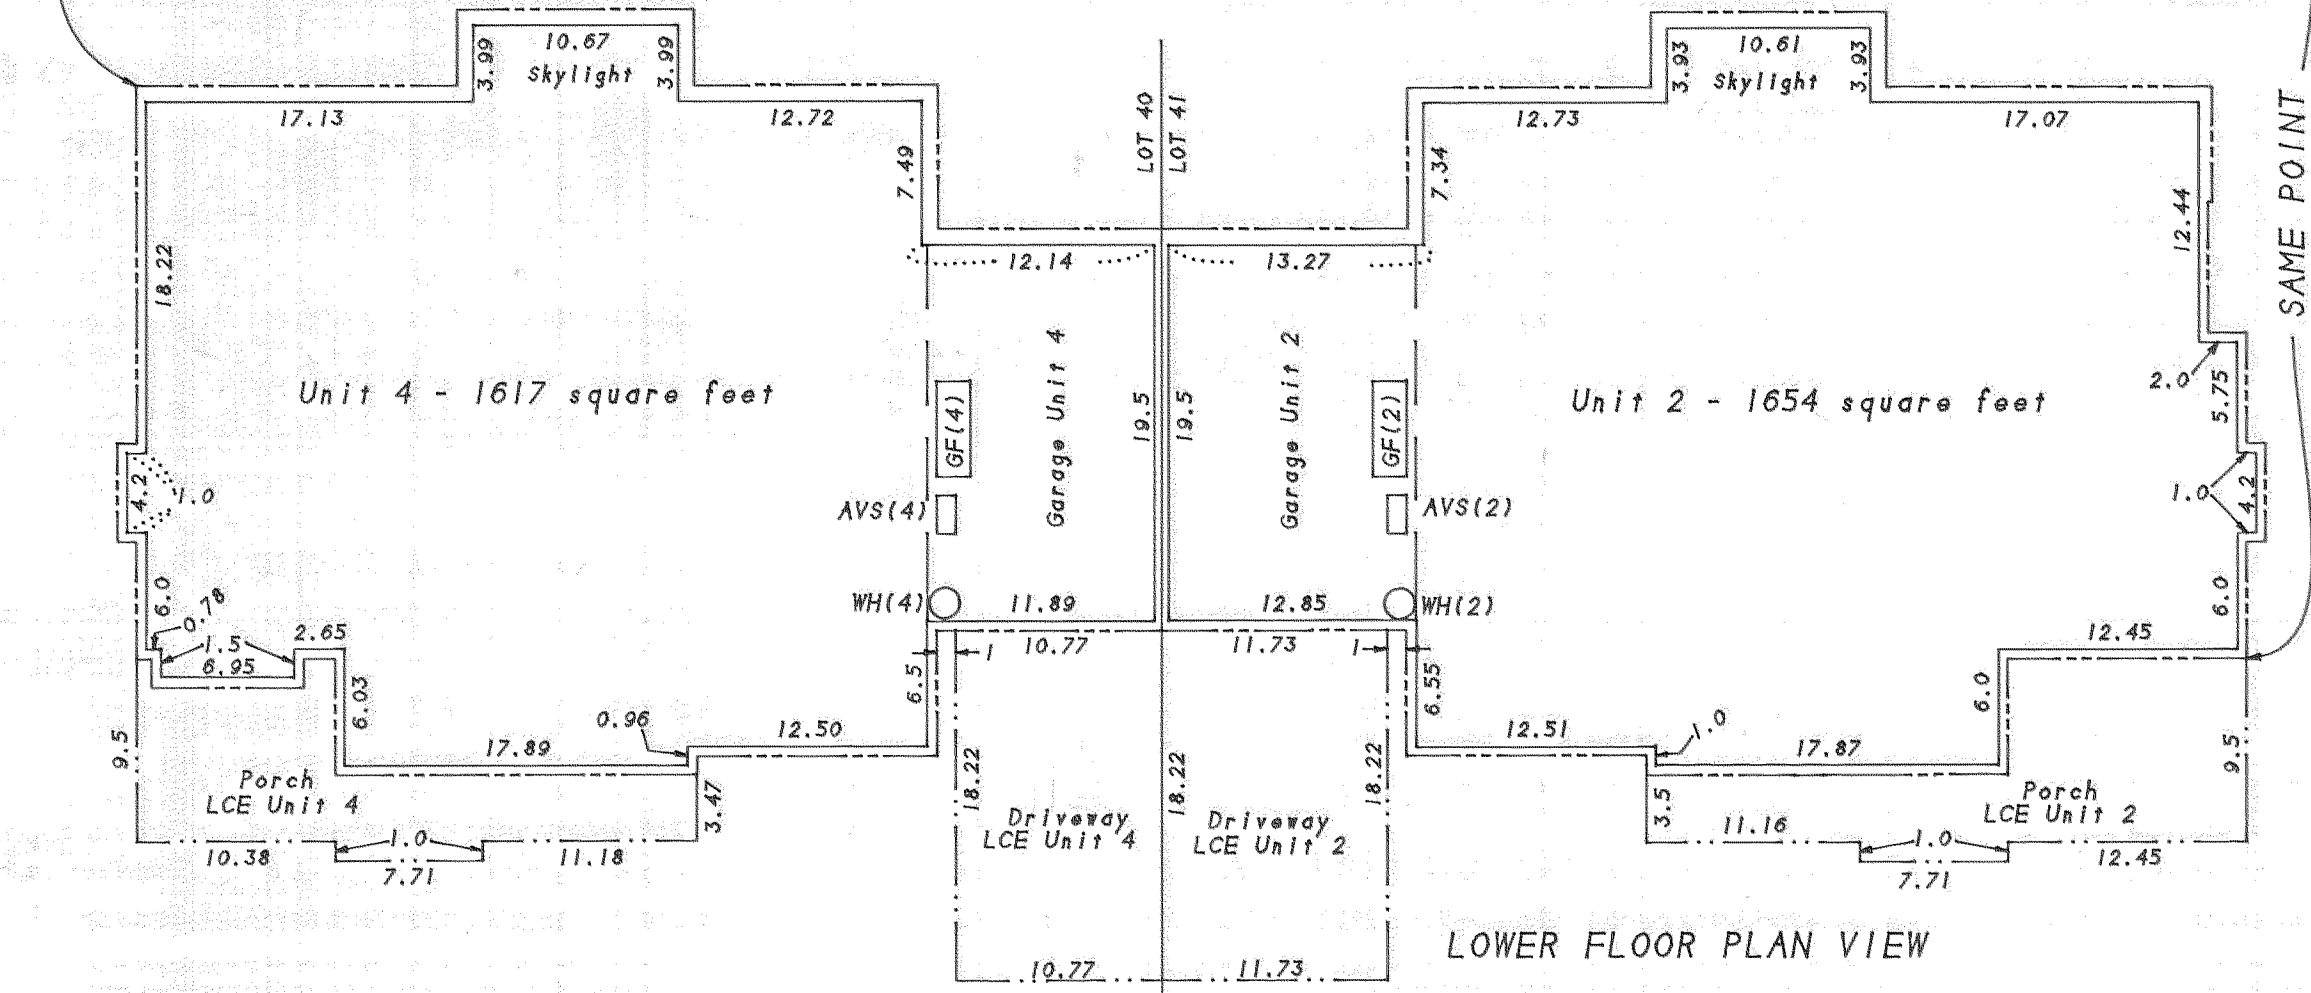 10.67
Skylight
3.99
3.99
17.13
12.72
7.49
18.22
Unit 4 - 1617 square feet
4.2
1.0
6.0
0.78
1.5
6.95
2.65
6.03
9.5
17.89
0.96
12.50
6.5
Porch
LCE Unit 4
3.47
10.38
1.0
7.71
11.18
LOT 40
LOT 41
12.14
13.27
Garage Unit 4
Garage Unit 2
19.5
19.5
GF(4)
GF(2)
AVS(4)
AVS(2)
WH(4)
WH(2)
11.89
12.85
10.77
11.73
1
1
18.22
18.22
18.22
Driveway
LCE Unit 4
Driveway
LCE Unit 2
10.77
11.73
10.61
Skylight
3.93
3.93
12.73
17.07
7.34
12.44
SAME POINT
Unit 2 - 1654 square feet
2.0
5.75
1.0
4.2
6.0
12.45
6.0
6.55
12.51
1.0
17.87
9.5
3.5
Porch
LCE Unit 2
11.16
1.0
7.71
12.45
LOWER FLOOR PLAN VIEW